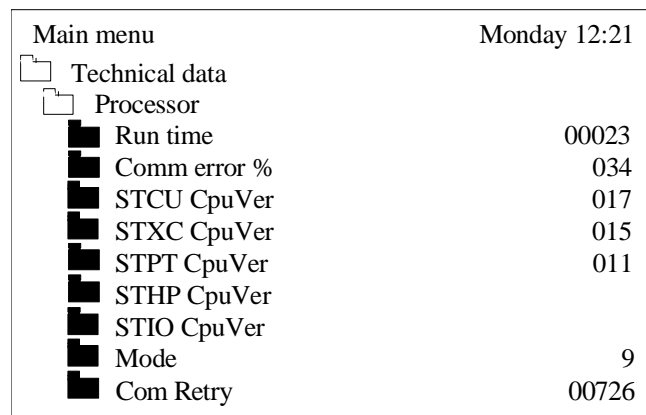 Main menu Monday 12:21
Technical data
Processor
Run time 00023
Comm error % 034
STCU CpuVer 017
STXC CpuVer 015
STPT CpuVer 011
STHP CpuVer
STIO CpuVer
Mode 9
Com Retry 00726